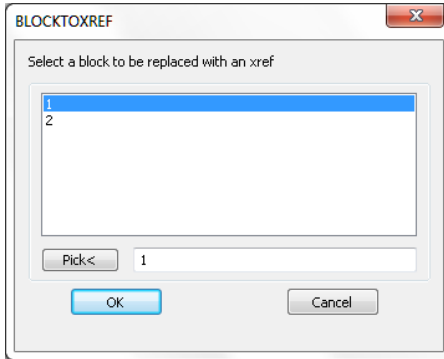 BLOCKTOXREF
Select a block to be replaced with an xref
1
2
Pick< 1
OK Cancel